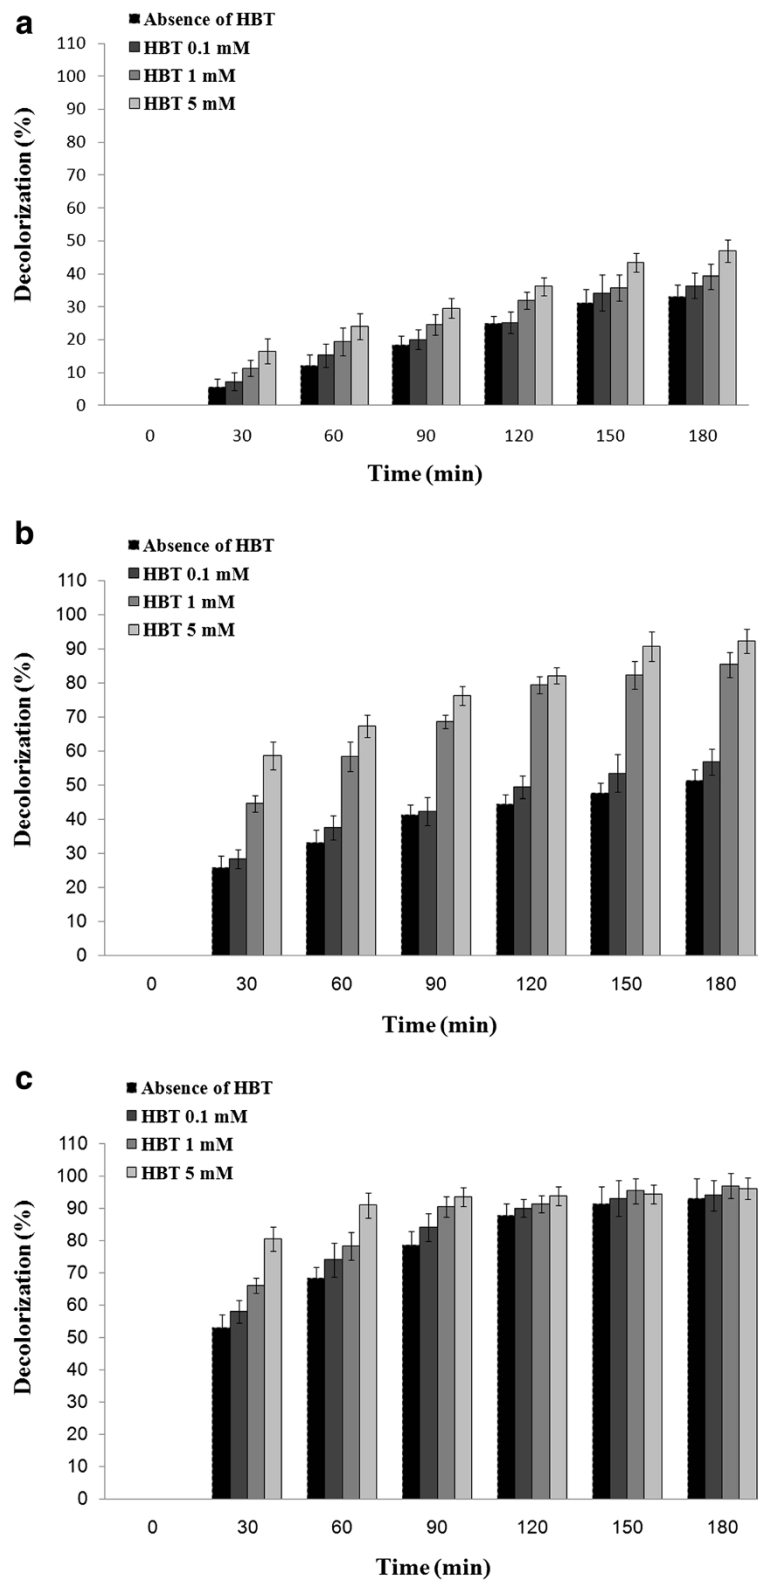 a
Absence of HBT
HBT 0.1 mM
HBT 1 mM
HBT 5 mM
110
100
90
80
70
60
50
40
30
20
10
0
Decolorization (%)
0 30 60 90 120 150 180
Time (min)
b
Absence of HBT
HBT 0.1 mM
HBT 1 mM
HBT 5 mM
110
100
90
80
70
60
50
40
30
20
10
0
Decolorization (%)
0 30 60 90 120 150 180
Time (min)
c
Absence of HBT
HBT 0.1 mM
HBT 1 mM
HBT 5 mM
110
100
90
80
70
60
50
40
30
20
10
0
Decolorization (%)
0 30 60 90 120 150 180
Time (min)